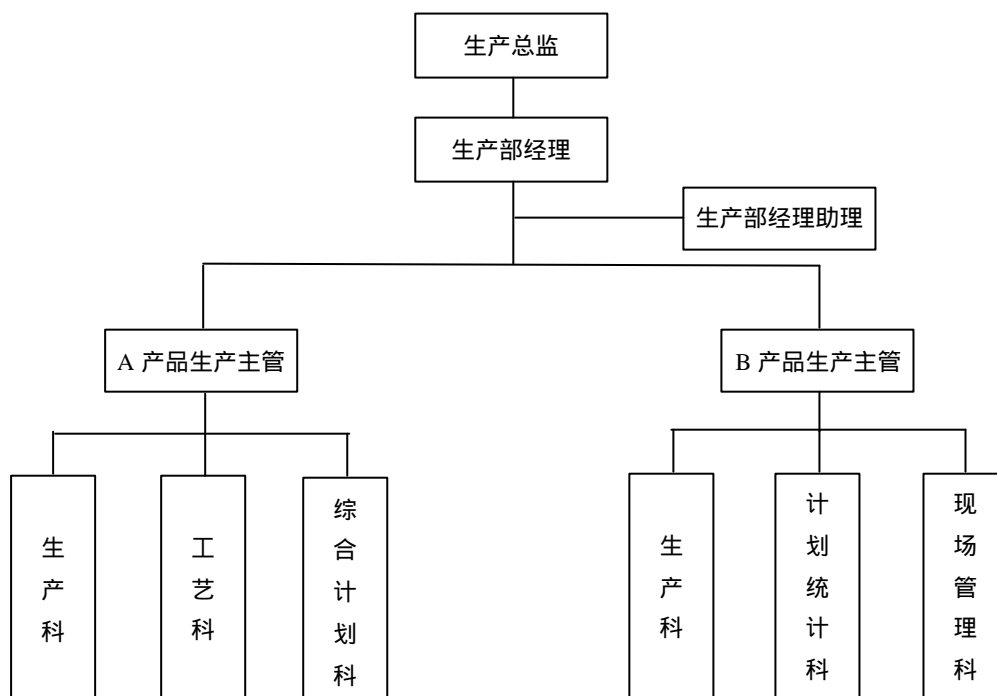 生产总监
生产部经理
生产部经理助理
A 产品生产主管
B 产品生产主管
生产科
工艺科
综合计划科
生产科
计划统计科
现场管理科